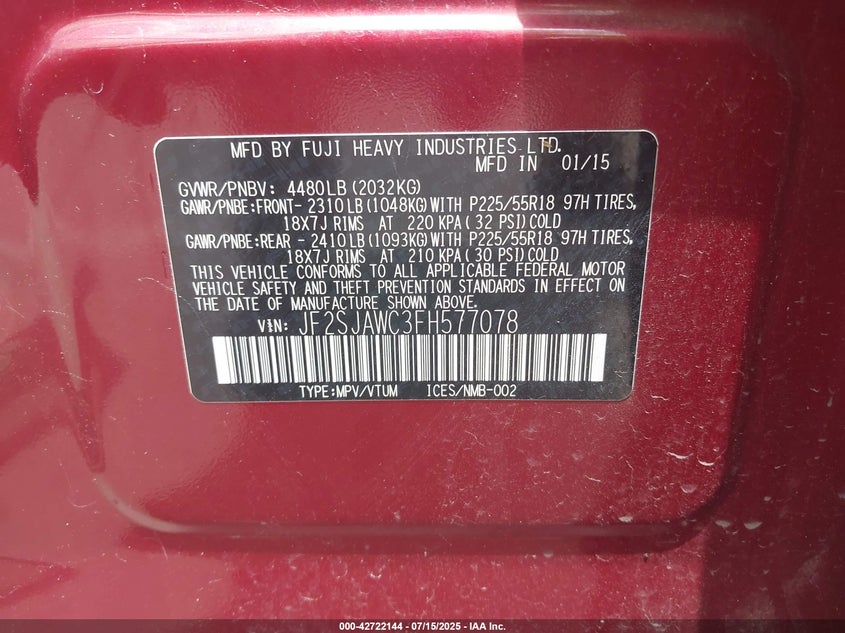 MFD BY FUJI HEAVY INDUSTRIES LTD.
MFD IN 01/15
GVWR/PNBV: 4480LB(2032KG)
GAWR/PNBE:FRONT- 2310LB(1048KG)WITH P225/55R18 97H TIRES,
18X7J RIMS AT 220 KPA( 32 PSI)COLD
GAWR/PNBE:REAR - 2410LB(1093KG)WITH P225/55R18 97H TIRES,
18X7J RIMS AT 210 KPA( 30 PSI)COLD
THIS VEHICLE CONFORMS TO ALL APPLICABLE FEDERAL MOTOR
VEHICLE SAFETY AND THEFT PREVENTION STANDARDS IN EFFECT ON
THE DATE OF MANUFACTURE SHOWN ABOVE.
VIN: JF2SJAWC3FH577078
TYPE:MPV/VTUM ICES/NMB-002
000-42722144 / 07/15/2025 - IAA Inc.